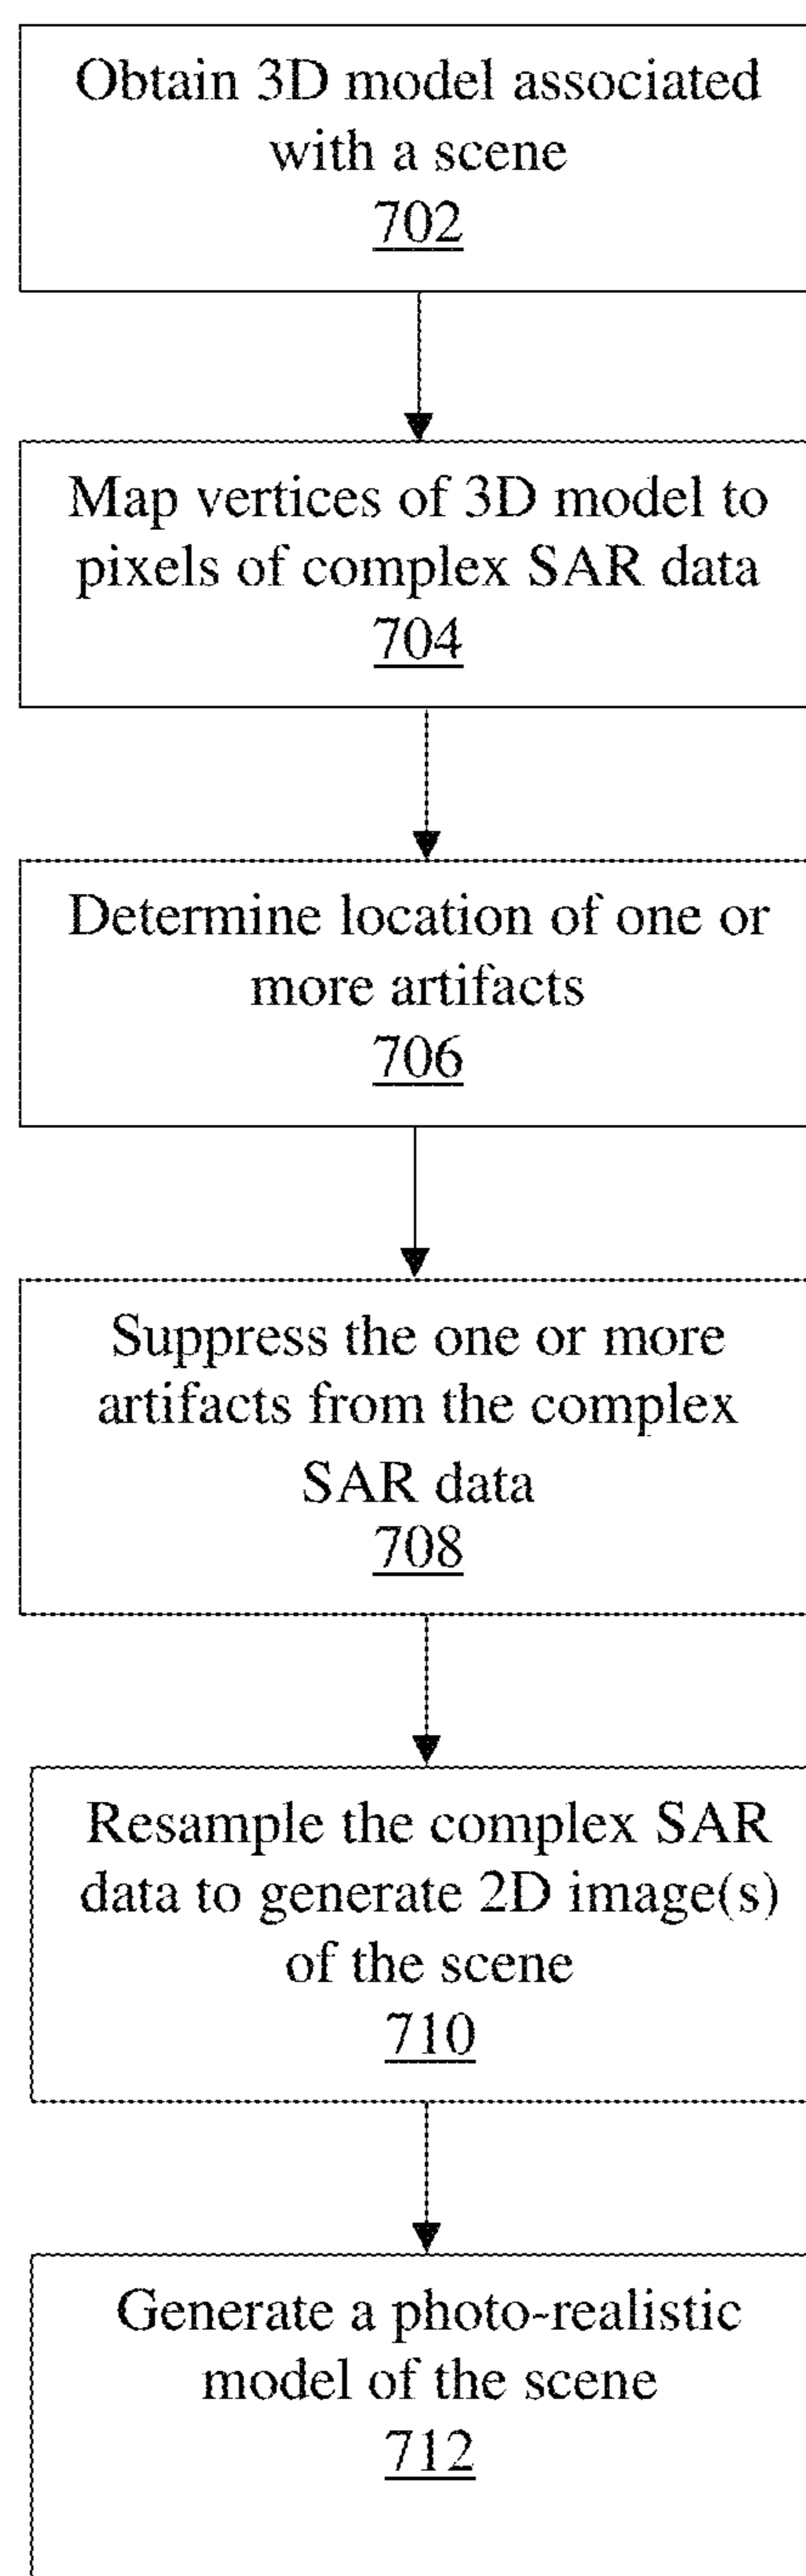 Obtain 3D model associated
with a scene
702
Map vertices of 3D model to
pixels of complex SAR data
704
Determine location of one or
more artifacts
706
Suppress the one or more
artifacts from the complex
SAR data
708
Resample the complex SAR
data to generate 2D image(s)
of the scene
710
Generate a photo-realistic
model of the scene
712